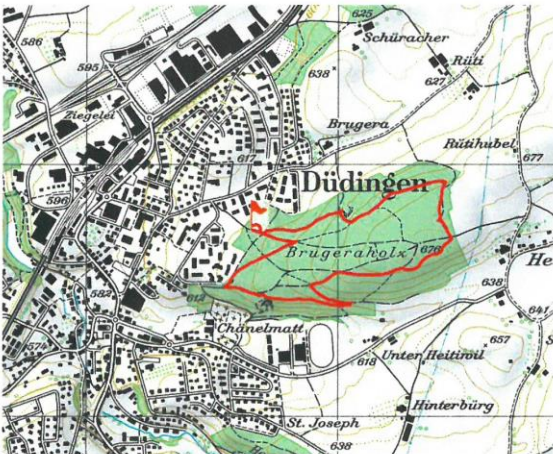 586
595
625
Schüracher
638
Rüti
627
Ziegelei
Brugera
Rütihubel
617
677
Düdingen
596
Brugeraholz
676
He
582
612
638
641
Chänelmatt
574
618
Unter Heitiwil
657
S
Hinterbürg
St. Joseph
638